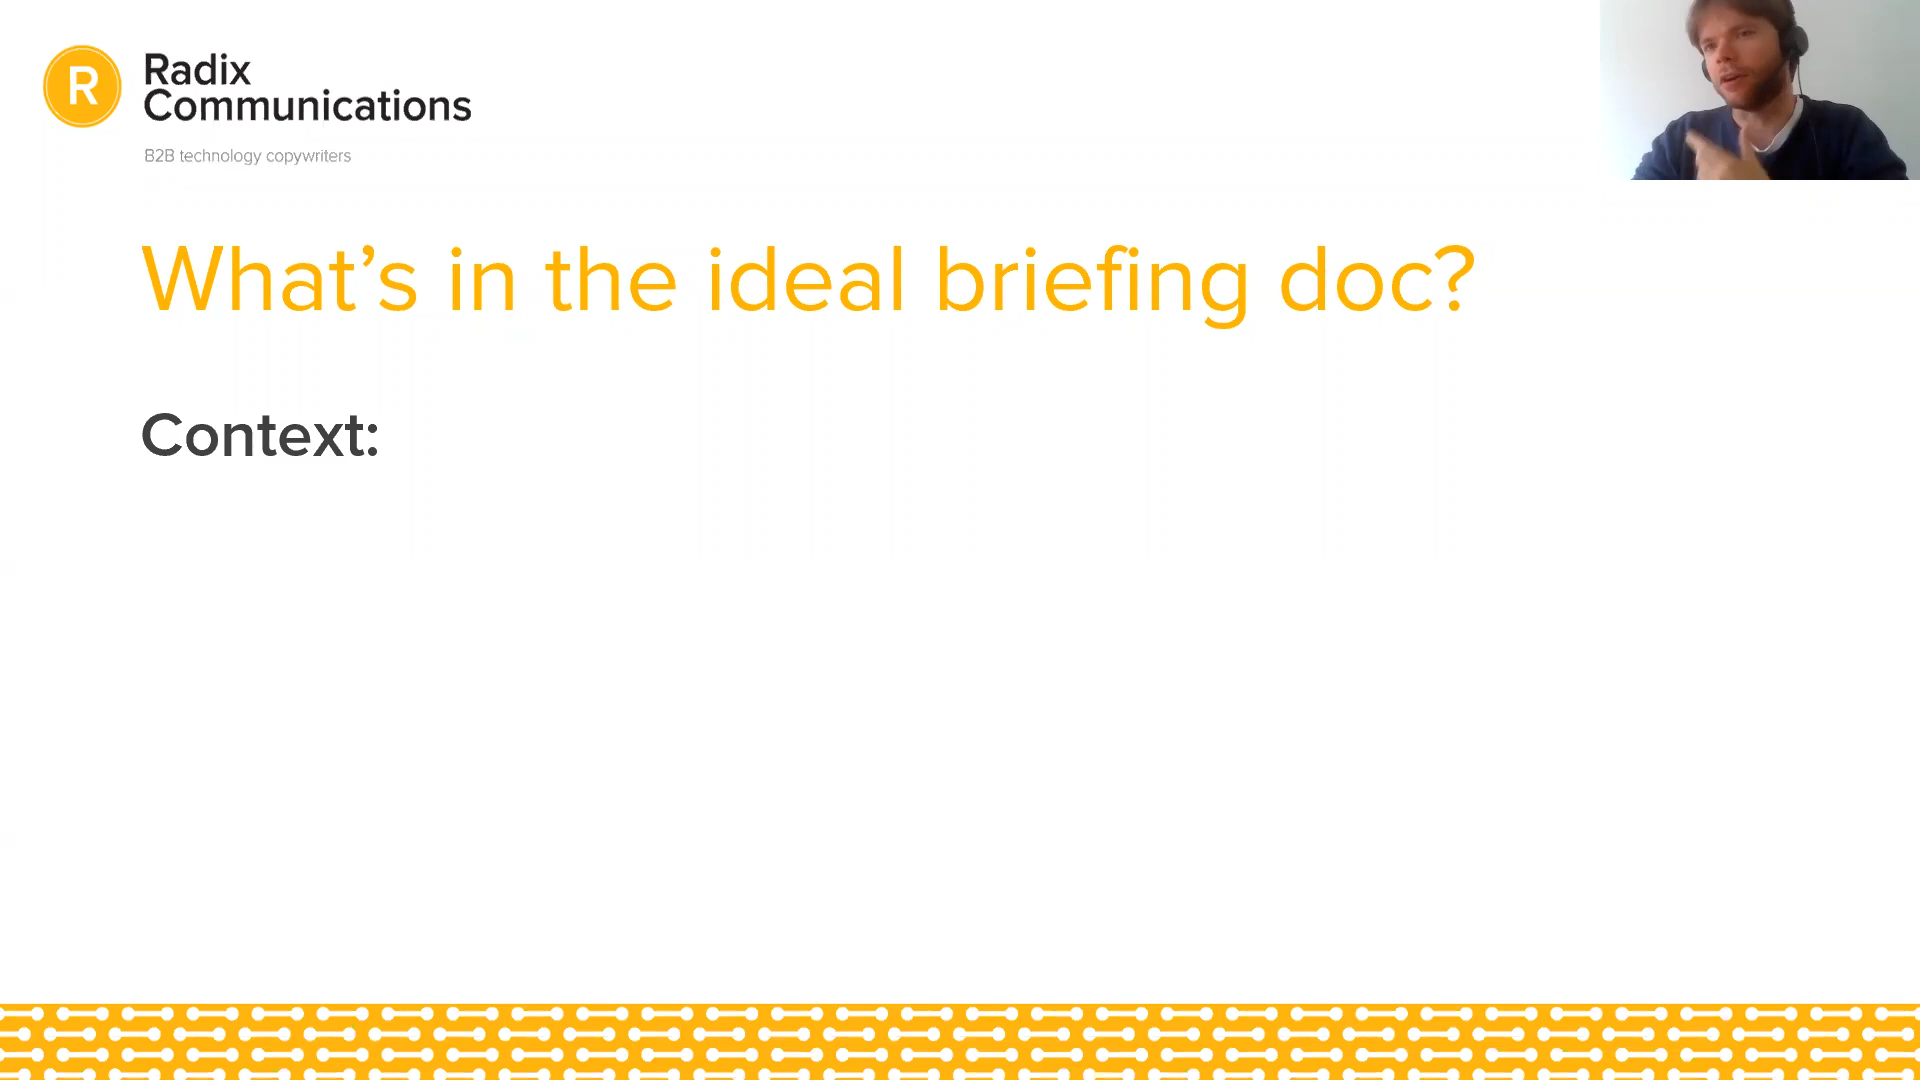 R
Radix
Communications
B2B technology copywriters
What’s in the ideal briefing doc?
Context: